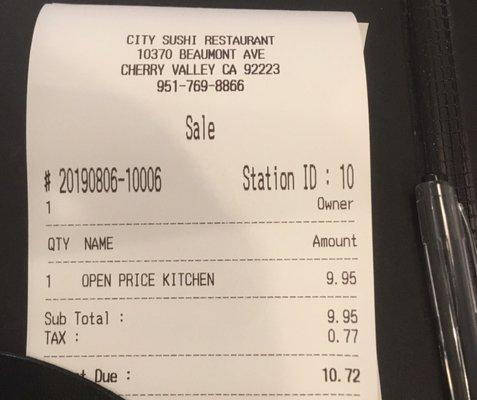 CITY SUSHI RESTAURANT
10370 BEAUMONT AVE
CHERRY VALLEY CA 92223
951-769-8866
Sale
# 20190806-10006 Station ID : 10
1 Owner
QTY NAME Amount
1 OPEN PRICE KITCHEN 9.95
Sub Total : 9.95
TAX : 0.77
Due : 10.72